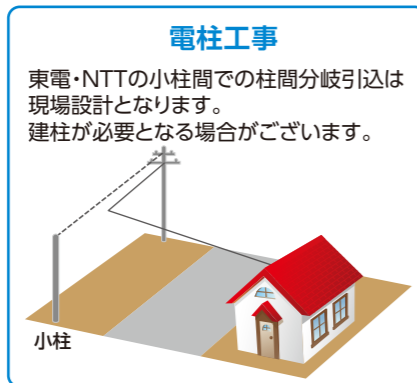 電柱工事
東電・NTTの小柱間での柱間分岐引込は
現場設計となります。
建柱が必要となる場合がございます。
小柱